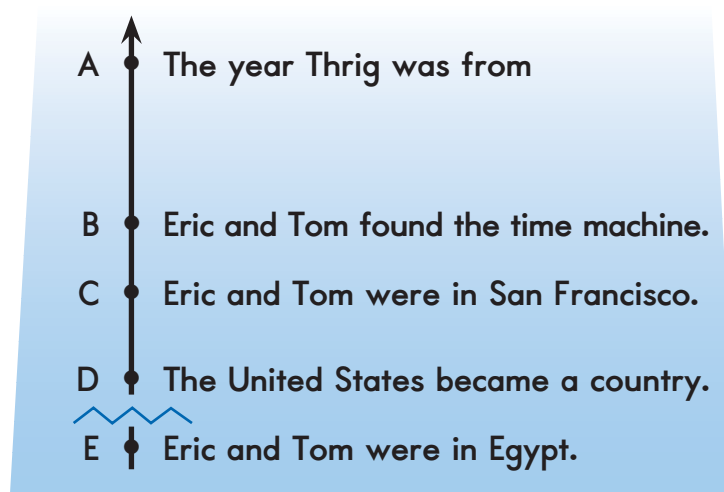 A The year Thrig was from
B Eric and Tom found the time machine.
C Eric and Tom were in San Francisco.
D The United States became a country.
E Eric and Tom were in Egypt.